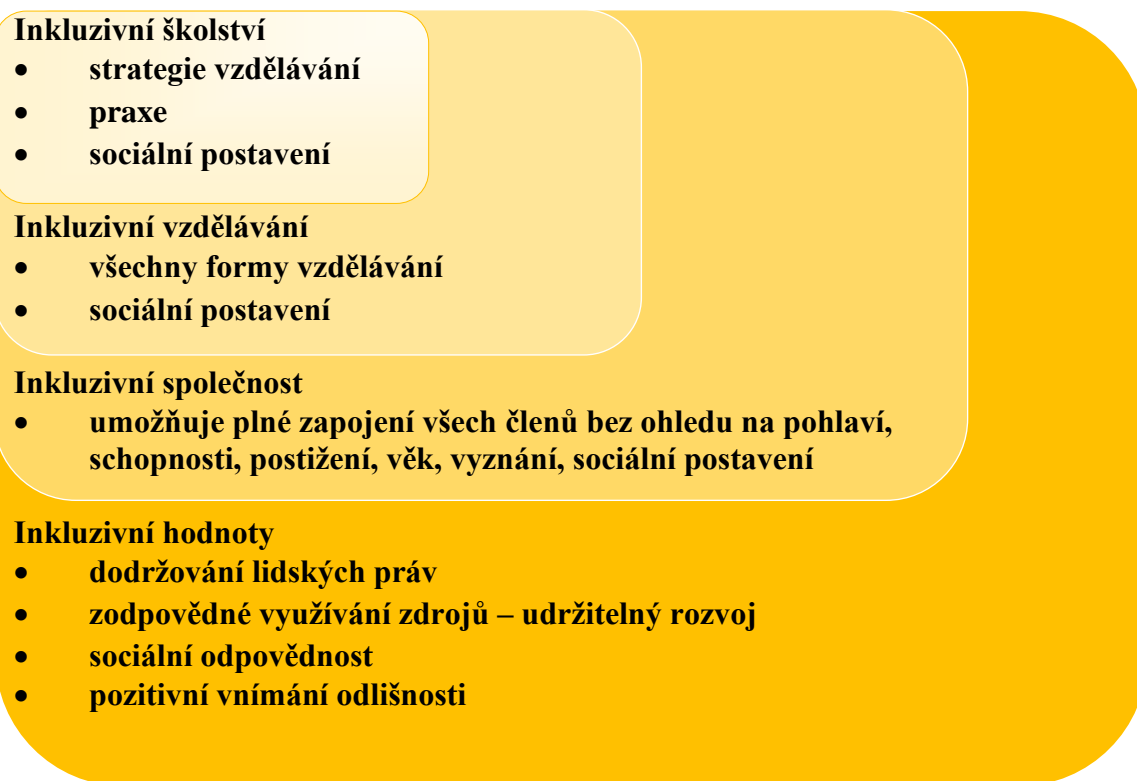 Inkluzivní školství
• strategie vzdělávání
• praxe
• sociální postavení
Inkluzivní vzdělávání
• všechny formy vzdělávání
• sociální postavení
Inkluzivní společnost
• umožňuje plné zapojení všech členů bez ohledu na pohlaví,
schopnosti, postižení, věk, vyznání, sociální postavení
Inkluzivní hodnoty
• dodržování lidských práv
• zodpovědné využívání zdrojů – udržitelný rozvoj
• sociální odpovědnost
• pozitivní vnímání odlišnosti